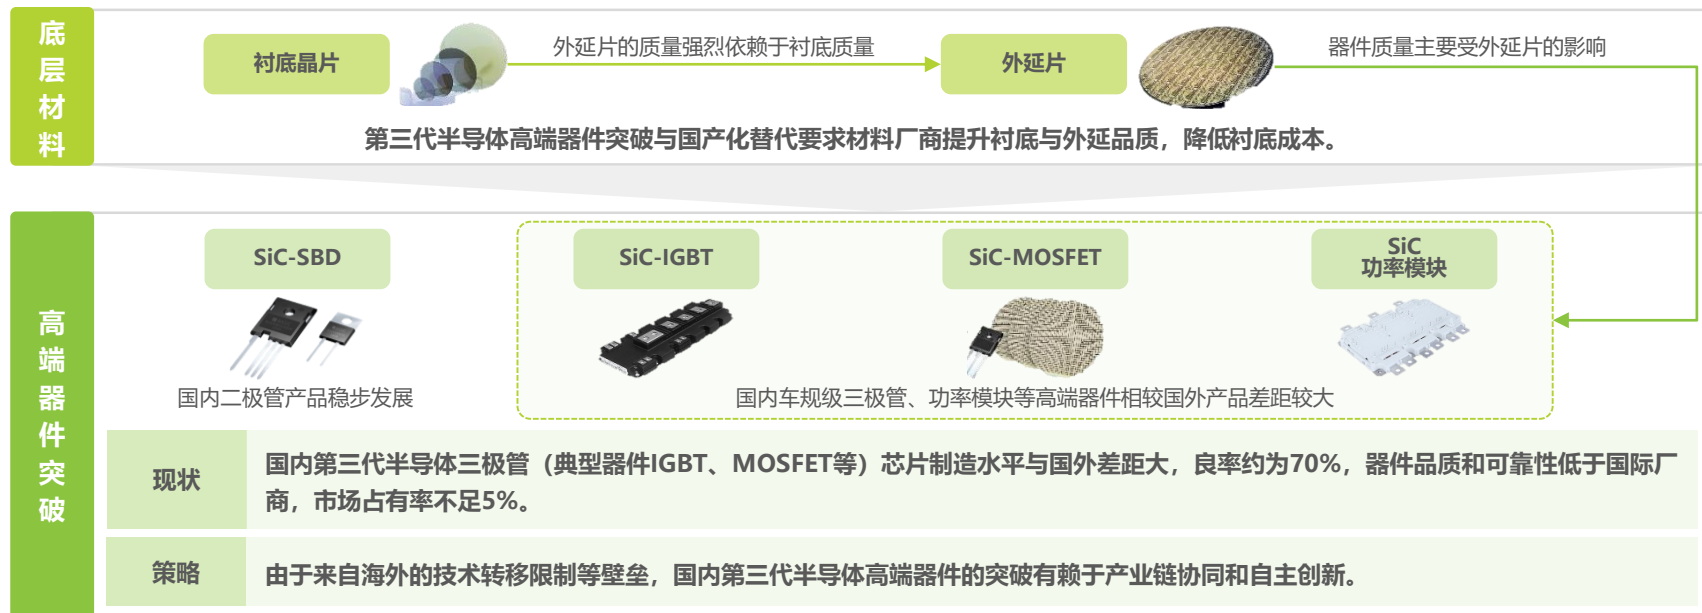 底层材料
衬底晶片
外延片的质量强烈依赖于衬底质量
外延片
器件质量主要受外延片的影响
第三代半导体高端器件突破与国产化替代要求材料厂商提升衬底与外延品质，降低衬底成本。
高端器件突破
SiC-SBD
SiC-IGBT
SiC-MOSFET
SiC
功率模块
国内二极管产品稳步发展
国内车规级三极管、功率模块等高端器件相较国外产品差距较大
现状
国内第三代半导体三极管（典型器件IGBT、MOSFET等）芯片制造水平与国外差距大，良率约为70%，器件品质和可靠性低于国际厂
商，市场占有率不足5%。
策略
由于来自海外的技术转移限制等壁垒，国内第三代半导体高端器件的突破有赖于产业链协同和自主创新。